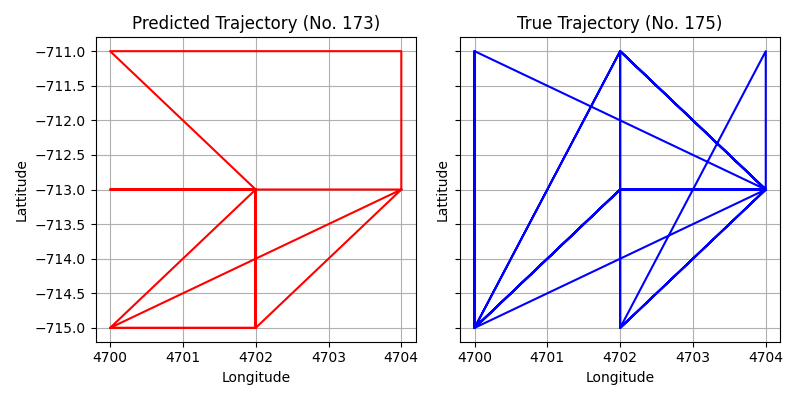 Predicted Trajectory (No. 173)
True Trajectory (No. 175)
−711.0
−711.5
−712.0
−712.5
−713.0
−713.5
−714.0
−714.5
−715.0
Lattitude
Lattitude
4700 4701 4702 4703 4704
4700 4701 4702 4703 4704
Longitude
Longitude